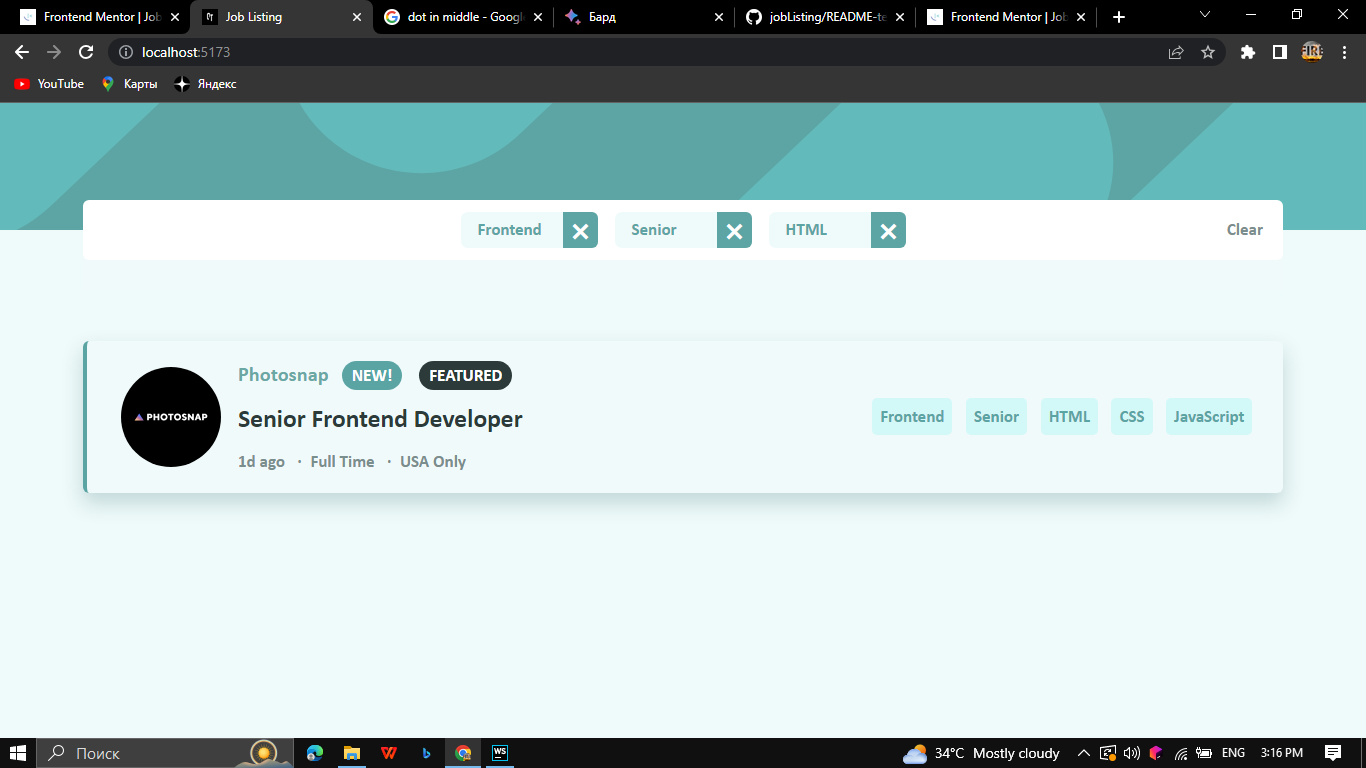 Frontend Mentor | Job
Job Listing
dot in middle - Google
Бард
jobListing/README-te
Frontend Mentor | Job
localhost:5173
YouTube
Карты
Яндекс
Frontend
Senior
HTML
Clear
Photosnap NEW! FEATURED
PHOTOSNAP
Senior Frontend Developer
1d ago · Full Time · USA Only
Frontend Senior HTML CSS JavaScript
Поиск
WS
34°C Mostly cloudy
ENG
3:16 PM